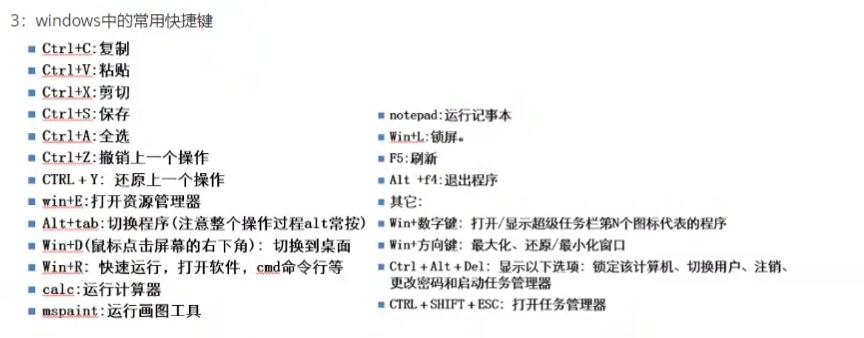 3：windows中的常用快捷键
Ctrl+C:复制
Ctrl+V:粘贴
Ctrl+X:剪切
Ctrl+S:保存
Ctrl+A:全选
Ctrl+Z:撤销上一个操作
CTRL+Y: 还原上一个操作
win+E:打开资源管理器
Alt+tab:切换程序(注意整个操作过程alt常按)
Win+D(鼠标点击屏幕的右下角): 切换到桌面
Win+R: 快速运行，打开软件，cmd命令行等
calc:运行计算器
mspaint:运行画图工具
notepad:运行记事本
Win+L:锁屏。
F5:刷新
Alt +f4:退出程序
其它:
Win+数字键: 打开/显示超级任务栏第N个图标代表的程序
Win+方向键: 最大化、还原/最小化窗口
Ctrl+Alt+Del: 显示以下选项: 锁定该计算机、切换用户、注销、
更改密码和启动任务管理器
CTRL+SHIFT+ESC: 打开任务管理器